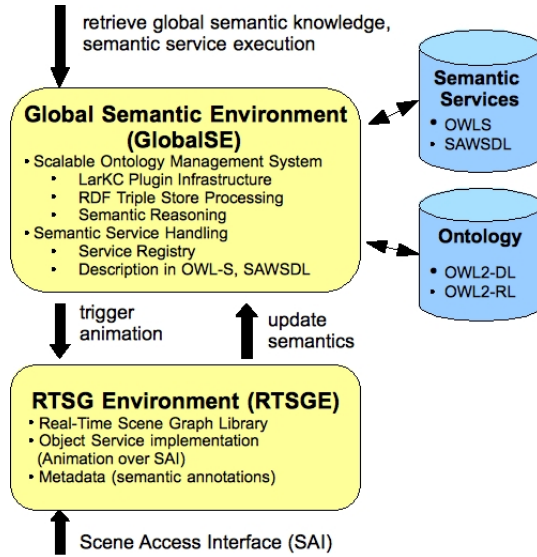 retrieve global semantic knowledge,
semantic service execution
Global Semantic Environment
(GlobalSE)
• Scalable Ontology Management System
• LarKC Plugin Infrastructure
• RDF Triple Store Processing
• Semantic Reasoning
• Semantic Service Handling
• Service Registry
• Description in OWL-S, SAWSDL
Semantic
Services
• OWLS
• SAWSDL
Ontology
• OWL2-DL
• OWL2-RL
trigger
animation
update
semantics
RTSG Environment (RTSGE)
• Real-Time Scene Graph Library
• Object Service implementation
(Animation over SAI)
• Metadata (semantic annotations)
Scene Access Interface (SAI)